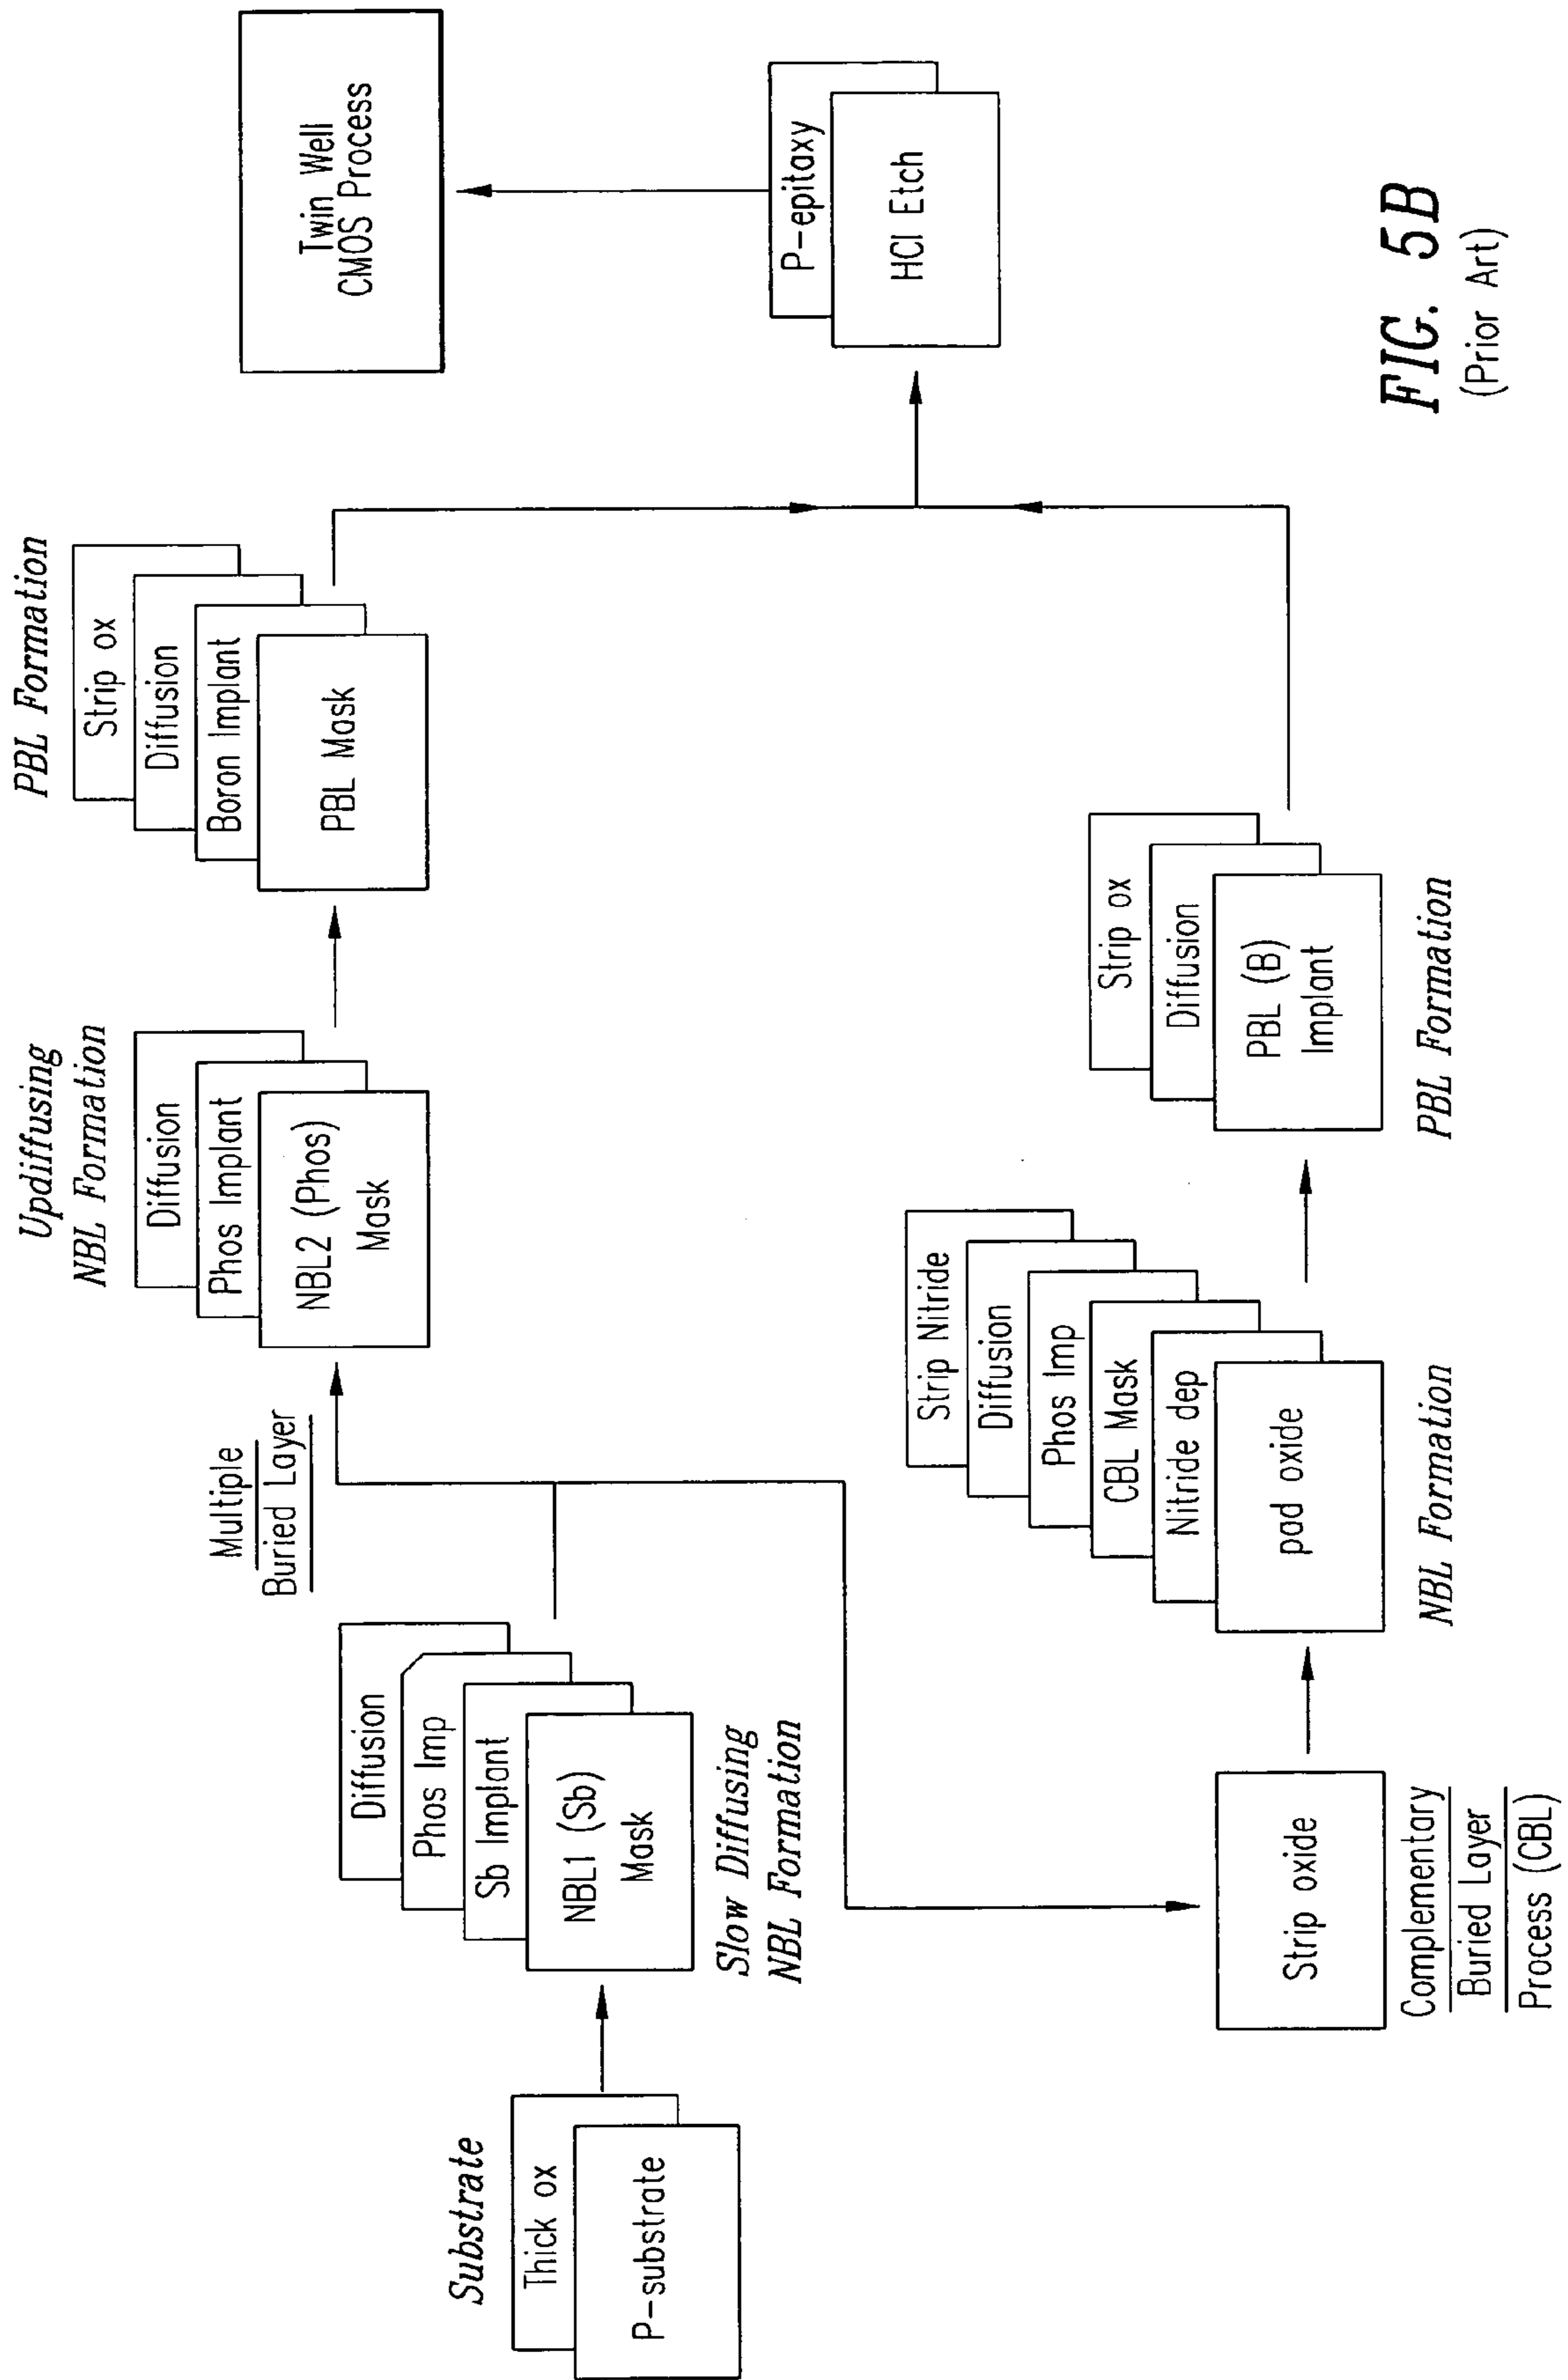 Substrate
Thick ox
P-substrate
Diffusion
Phos Imp
Sb Implant
NBL1 (Sb)
Mask
Slow Diffusing
NBL Formation
Multiple
Buried Layer
Updiffusing
NBL Formation
Diffusion
Phos Implant
NBL2 (Phos)
Mask
PBL Formation
Strip ox
Diffusion
Boron Implant
PBL Mask
Strip oxide
Complementary
Buried Layer
Process (CBL)
Strip Nitride
Diffusion
Phos Imp
CBL Mask
Nitride dep
pad oxide
NBL Formation
Strip ox
Diffusion
PBL (B)
Implant
PBL Formation
P-epitaxy
HCl Etch
Twin Well
CMOS Process
FIG. 5B
(Prior Art)